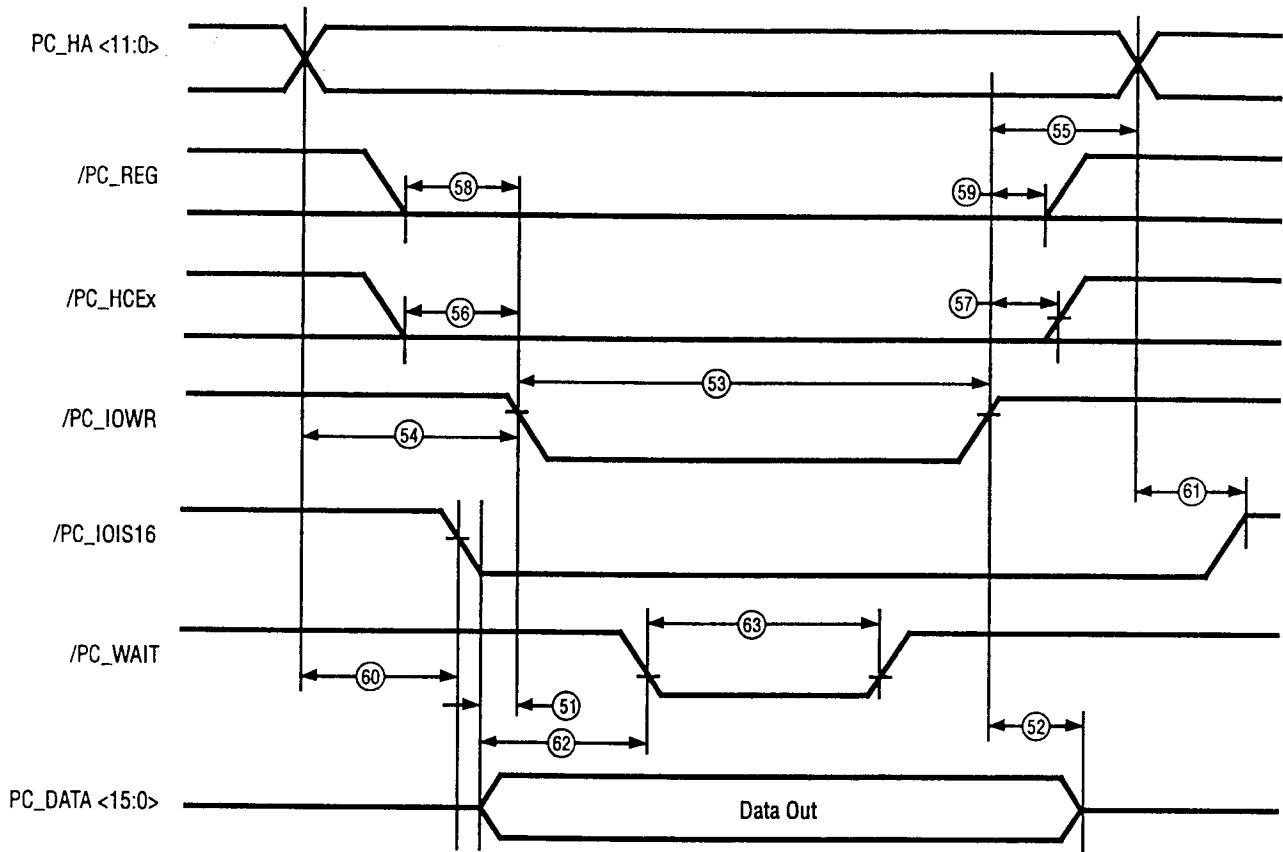 PC_HA <11:0>
55
/PC_REG
58
59
/PC_HCEx
56
57
53
/PC_IOWR
54
61
/PC_IOIS16
63
/PC_WAIT
60
51
62
52
PC_DATA <15:0>
Data Out